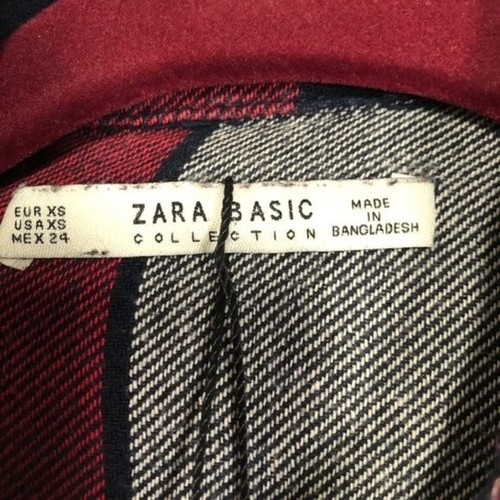 EUR XS
USA XS
MEX 24
ZARA BASIC
COLLECTION
MADE
IN
BANGLADESH